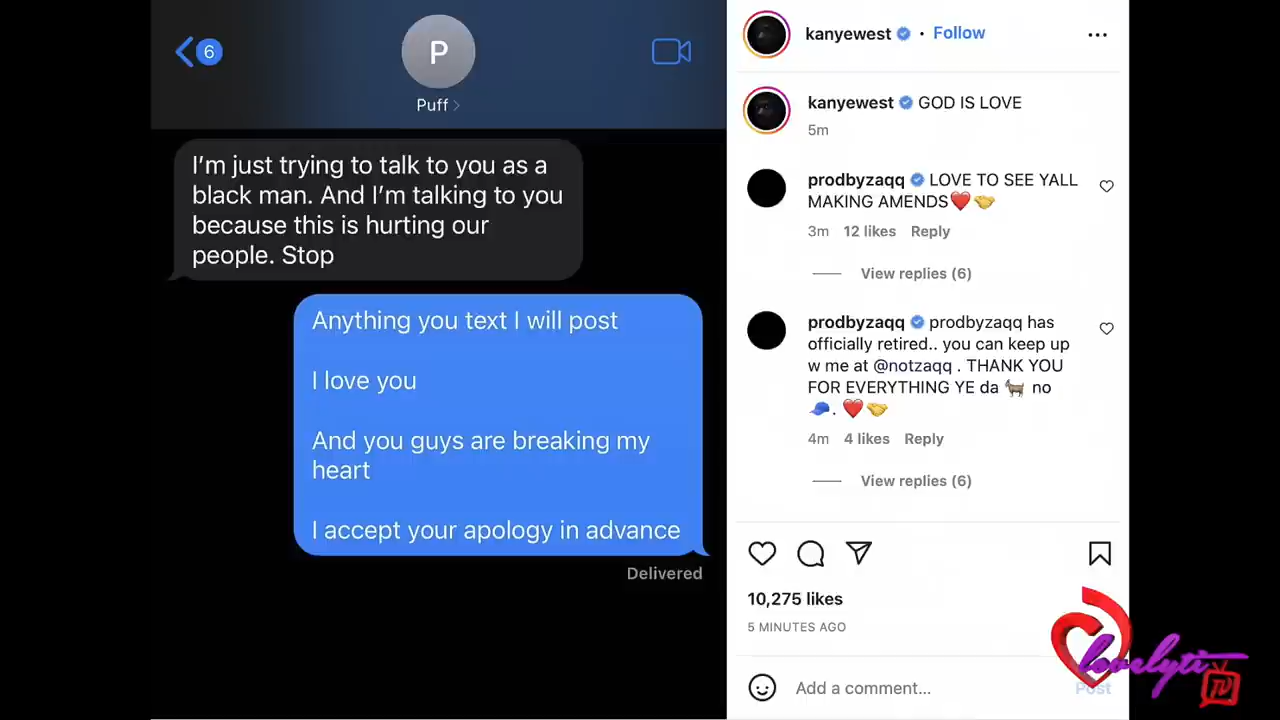 6
P
Puff
I'm just trying to talk to you as a
black man. And I'm talking to you
because this is hurting our
people. Stop
Anything you text I will post
I love you
And you guys are breaking my
heart
I accept your apology in advance
Delivered
kanyewest • Follow
kanyewest GOD IS LOVE
5m
prodbyzaqq LOVE TO SEE YALL
MAKING AMENDS❤️🤝
3m 12 likes Reply
View replies (6)
prodbyzaqq prodbyzaqq has
officially retired.. you can keep up
w me at @notzaqq . THANK YOU
FOR EVERYTHING YE da 🐐 no
🧢. ❤️🤝
4m 4 likes Reply
View replies (6)
10,275 likes
5 MINUTES AGO
Add a comment...
Post
lovelyti
TV